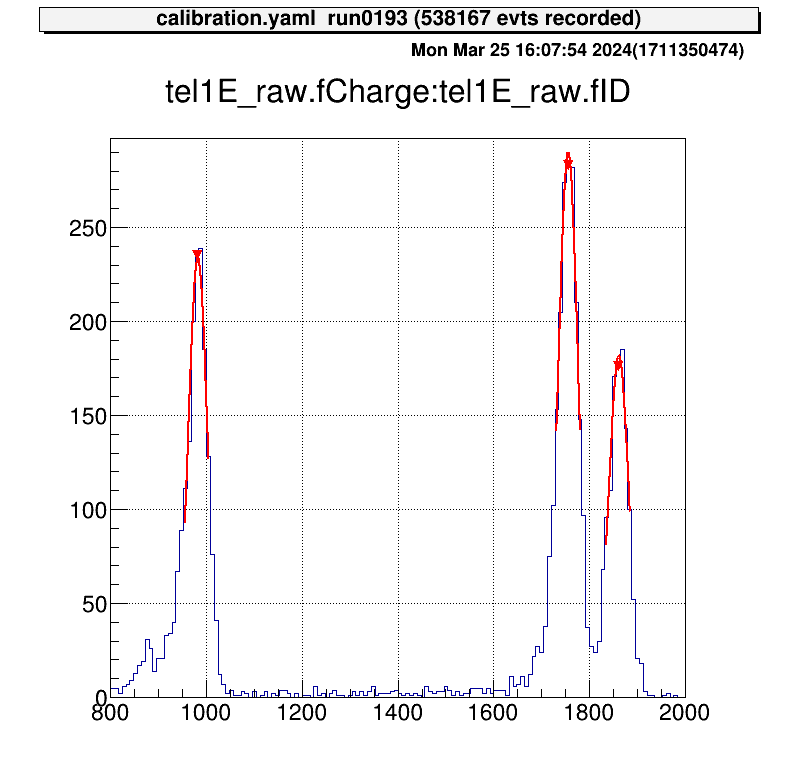 calibration.yaml run0193 (538167 evts recorded)
Mon Mar 25 16:07:54 2024(1711350474)
tel1E_raw.fCharge:tel1E_raw.fID
250
200
150
100
50
0
800 1000 1200 1400 1600 1800 2000